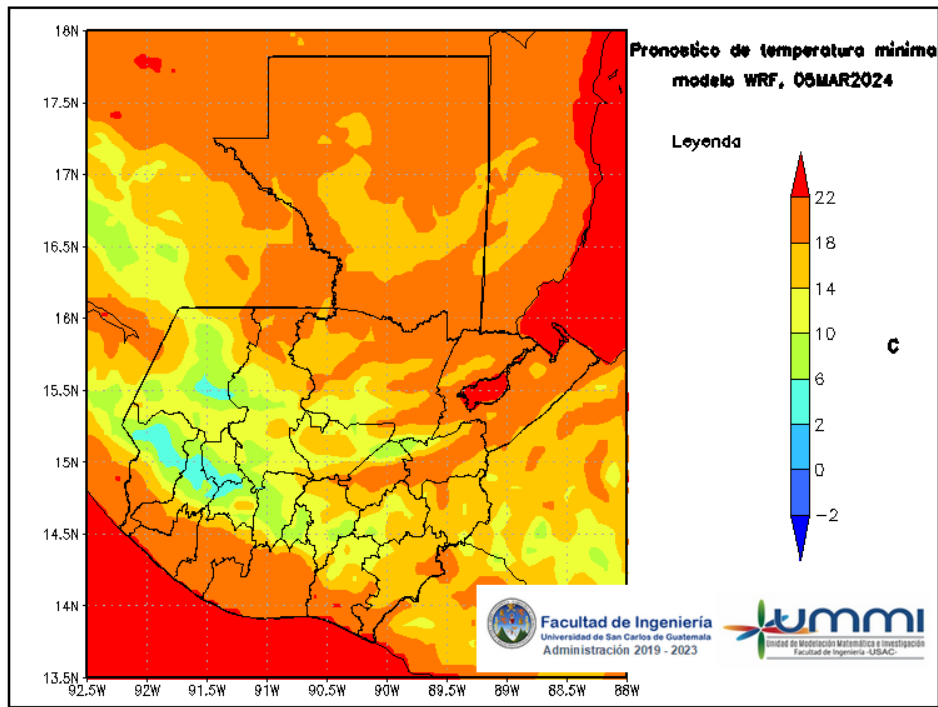 Pronostico de temperatura minima
modelo WRF, 05MAR2024
Leyenda
22
18
14
10
6
2
0
-2
C
18N
17.5N
17N
16.5N
16N
15.5N
15N
14.5N
14N
13.5N
92.5W 92W 91.5W 91W 90.5W 90W 89.5W 89W 88.5W 88W
Facultad de Ingeniería
Universidad de San Carlos de Guatemala
Administración 2019 - 2023
UMMI
Unidad de Modelación Matemática e Investigación
Facultad de Ingeniería -USAC-